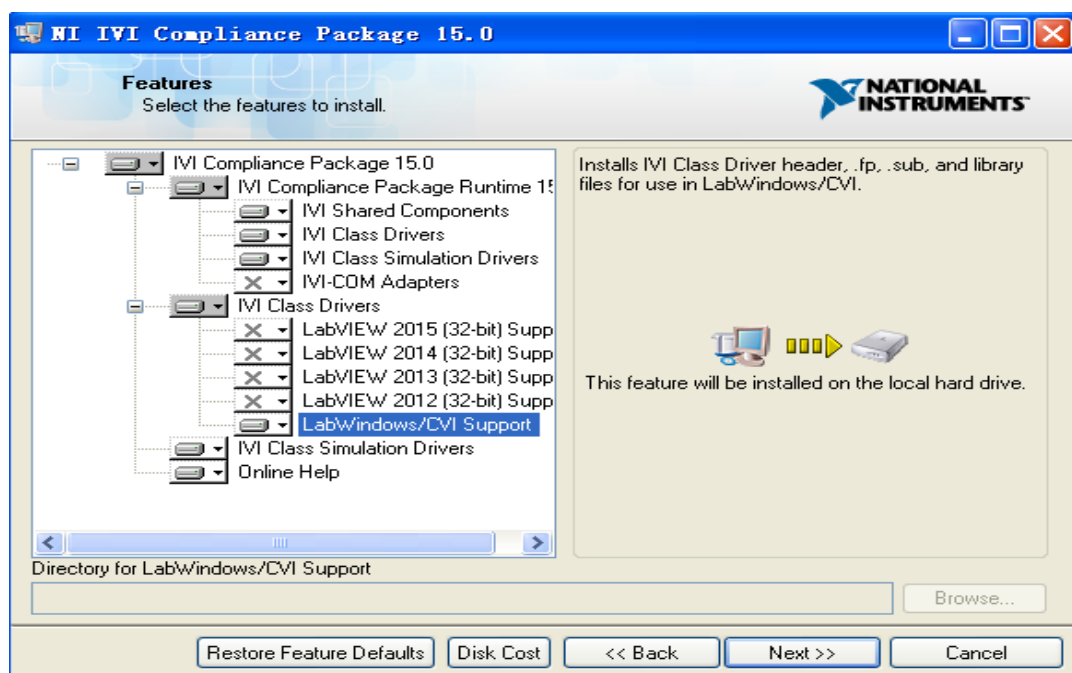 NI IVI Compliance Package 15.0
Features
Select the features to install.
NATIONAL
INSTRUMENTS
IVI Compliance Package 15.0
IVI Compliance Package Runtime 15
IVI Shared Components
IVI Class Drivers
IVI Class Simulation Drivers
IVI-COM Adapters
IVI Class Drivers
LabVIEW 2015 (32-bit) Supp
LabVIEW 2014 (32-bit) Supp
LabVIEW 2013 (32-bit) Supp
LabVIEW 2012 (32-bit) Supp
LabWindows/CVI Support
IVI Class Simulation Drivers
Online Help
Installs IVI Class Driver header, .fp, .sub, and library
files for use in LabWindows/CVI.
This feature will be installed on the local hard drive.
Directory for LabWindows/CVI Support
Browse...
Restore Feature Defaults
Disk Cost
<< Back
Next >>
Cancel